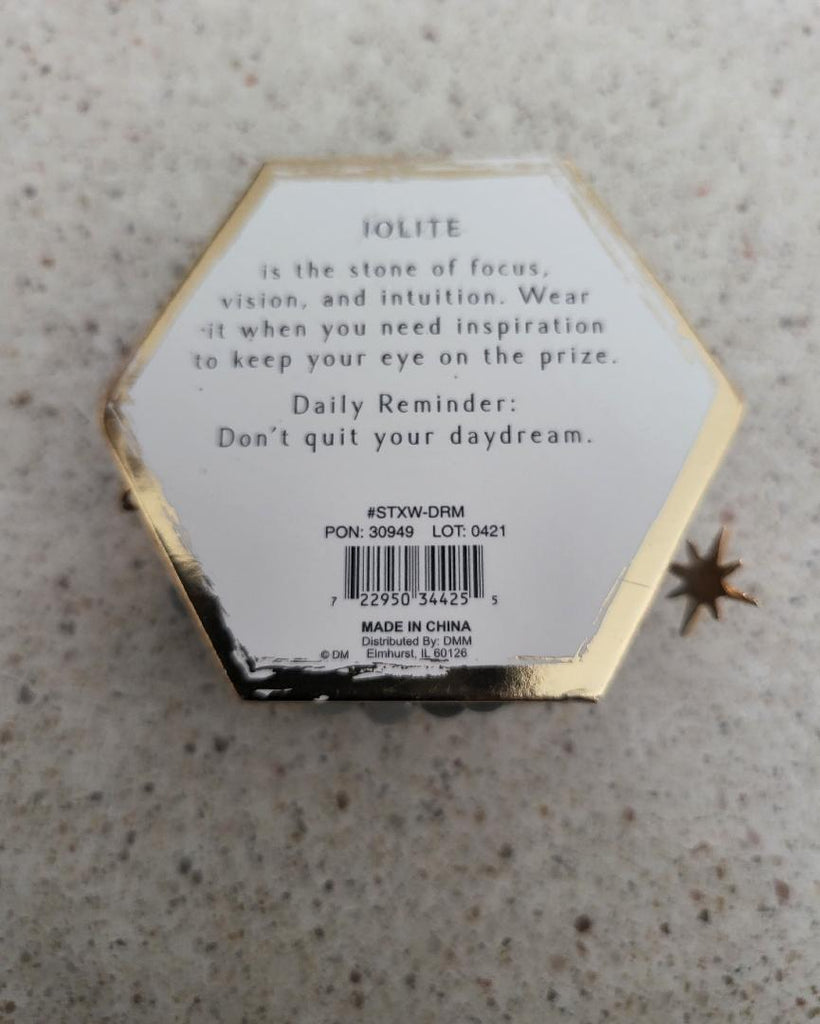 IOLITE
is the stone of focus,
vision, and intuition. Wear
it when you need inspiration
to keep your eye on the prize.
Daily Reminder:
Don't quit your daydream.
#STXW-DRM
PON: 30949 LOT: 0421
7 22950 34425 5
MADE IN CHINA
Distributed By: DMM
© DM Elmhurst, IL 60126